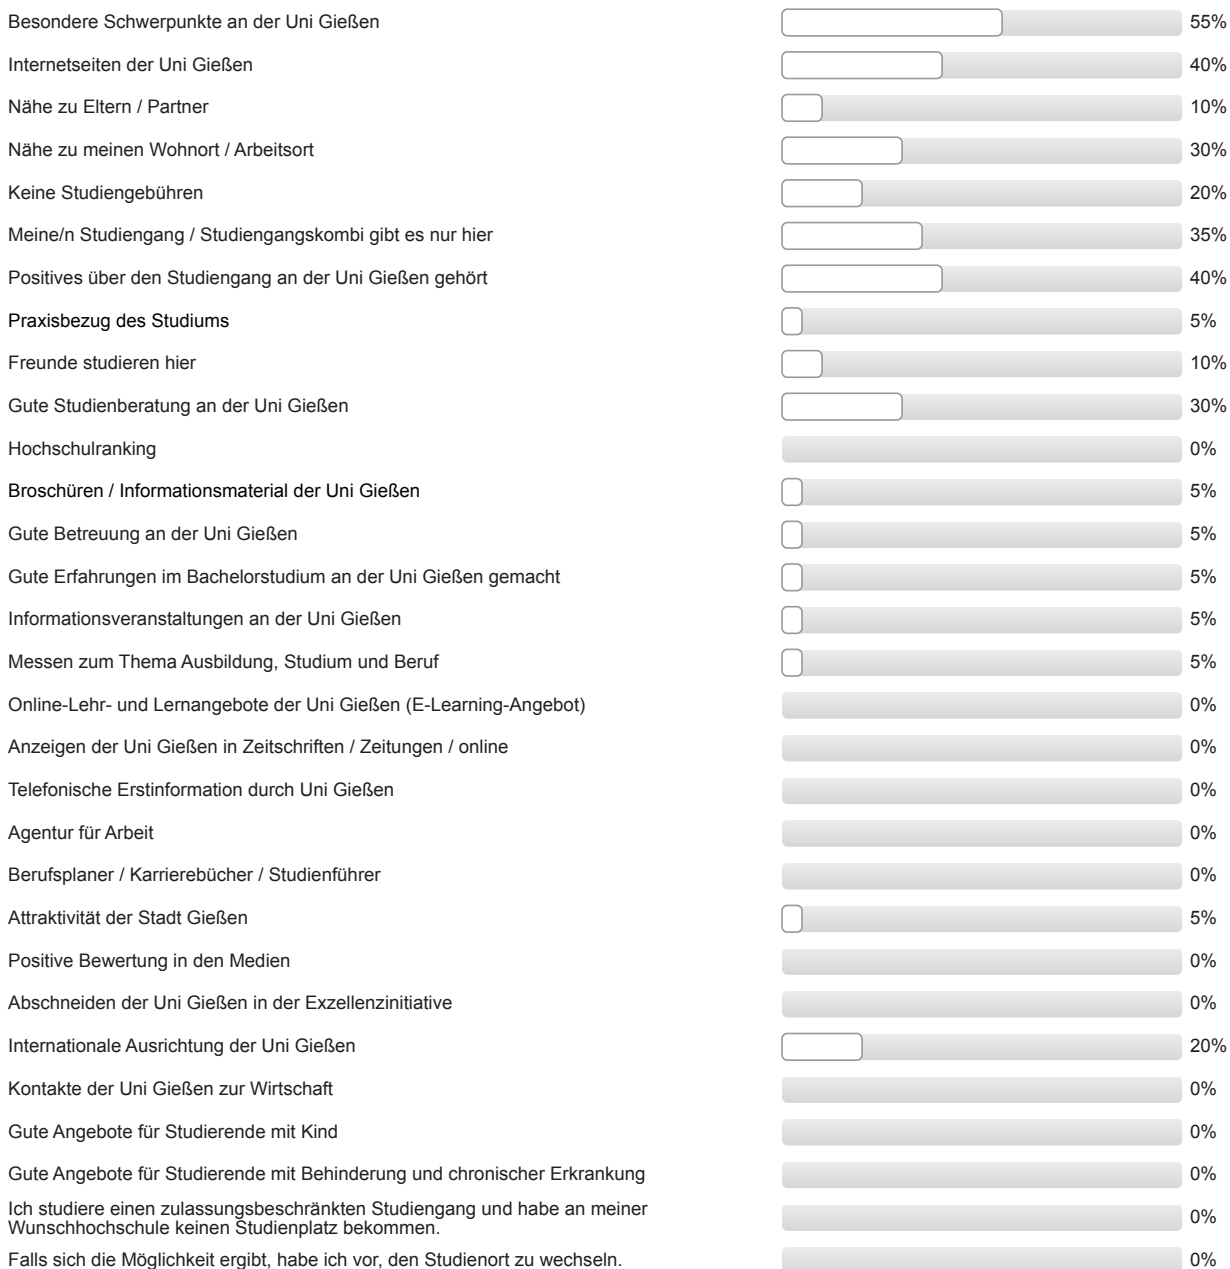 Besondere Schwerpunkte an der Uni Gießen 55%
Internetseiten der Uni Gießen 40%
Nähe zu Eltern / Partner 10%
Nähe zu meinen Wohnort / Arbeitsort 30%
Keine Studiengebühren 20%
Meine/n Studiengang / Studiengangskombi gibt es nur hier 35%
Positives über den Studiengang an der Uni Gießen gehört 40%
Praxisbezug des Studiums 5%
Freunde studieren hier 10%
Gute Studienberatung an der Uni Gießen 30%
Hochschulranking 0%
Broschüren / Informationsmaterial der Uni Gießen 5%
Gute Betreuung an der Uni Gießen 5%
Gute Erfahrungen im Bachelorstudium an der Uni Gießen gemacht 5%
Informationsveranstaltungen an der Uni Gießen 5%
Messen zum Thema Ausbildung, Studium und Beruf 5%
Online-Lehr- und Lernangebote der Uni Gießen (E-Learning-Angebot) 0%
Anzeigen der Uni Gießen in Zeitschriften / Zeitungen / online 0%
Telefonische Erstinformation durch Uni Gießen 0%
Agentur für Arbeit 0%
Berufsplaner / Karrierebücher / Studienführer 0%
Attraktivität der Stadt Gießen 5%
Positive Bewertung in den Medien 0%
Abschneiden der Uni Gießen in der Exzellenzinitiative 0%
Internationale Ausrichtung der Uni Gießen 20%
Kontakte der Uni Gießen zur Wirtschaft 0%
Gute Angebote für Studierende mit Kind 0%
Gute Angebote für Studierende mit Behinderung und chronischer Erkrankung 0%
Ich studiere einen zulassungsbeschränkten Studiengang und habe an meiner
Wunschhochschule keinen Studienplatz bekommen. 0%
Falls sich die Möglichkeit ergibt, habe ich vor, den Studienort zu wechseln. 0%